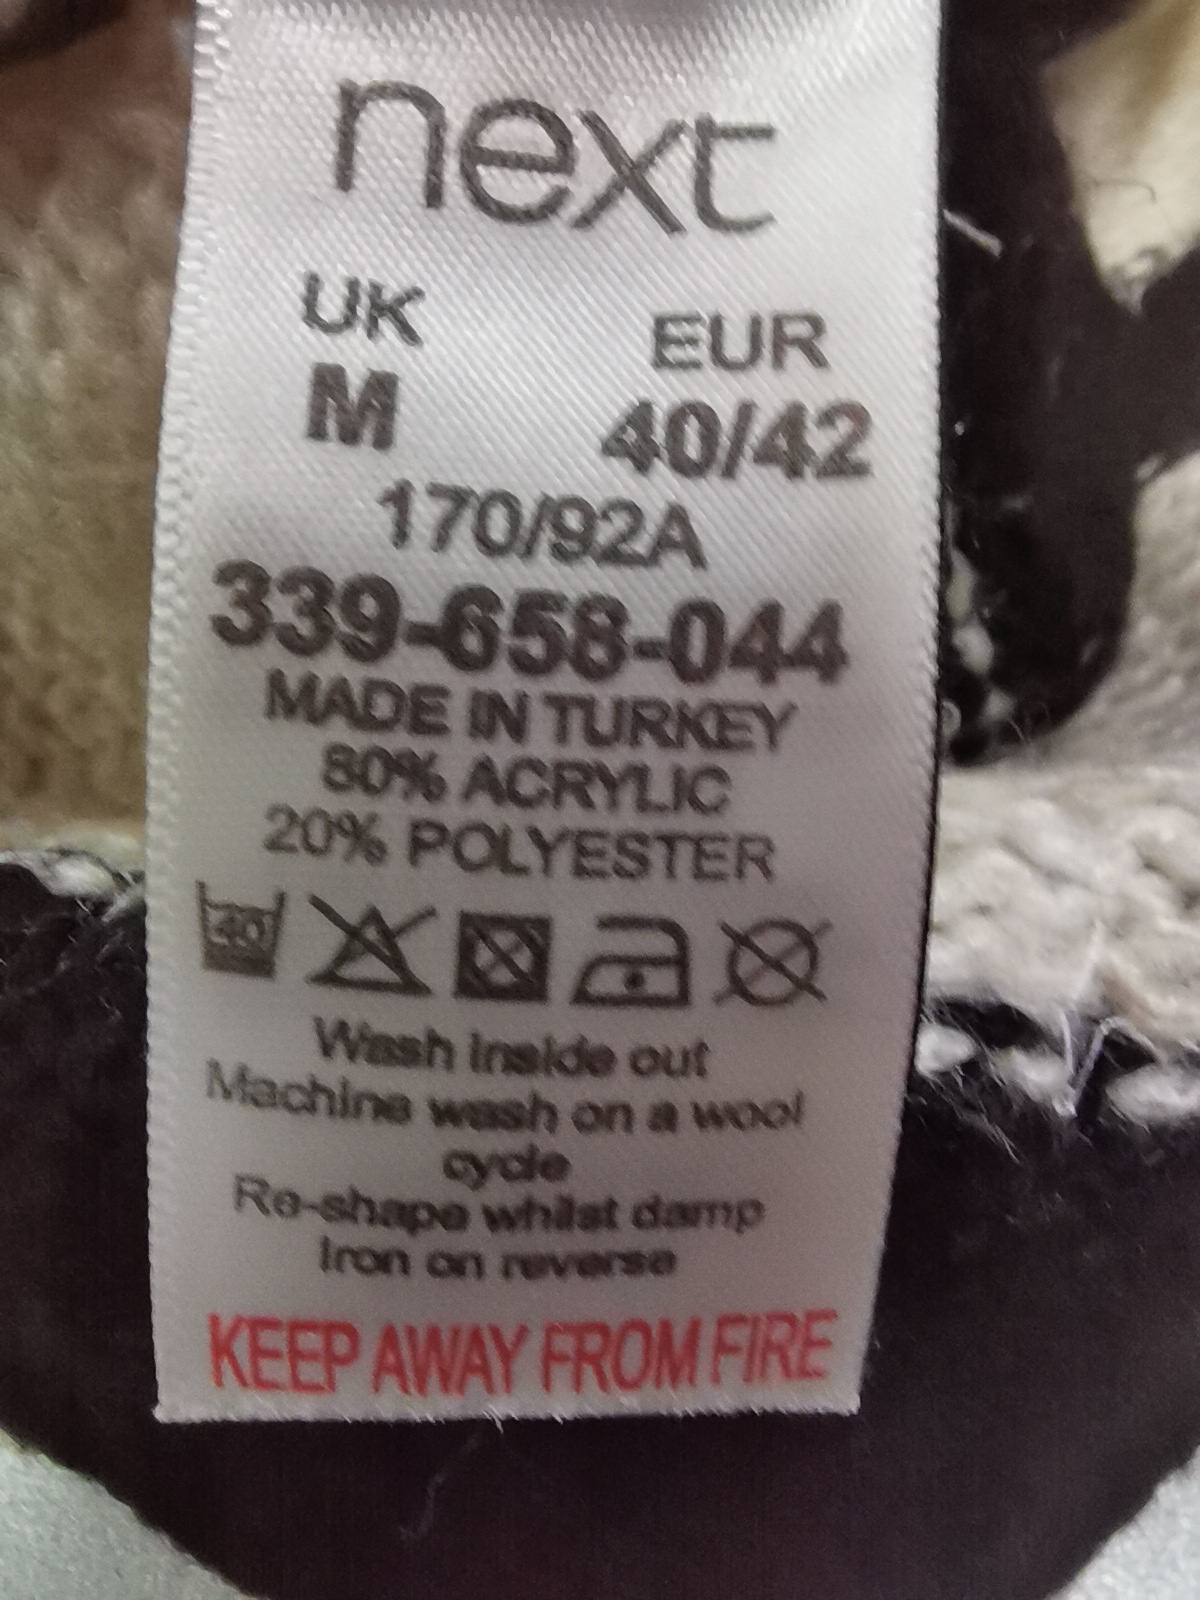 next
UK EUR
M 40/42
170/92A
339-658-044
MADE IN TURKEY
80% ACRYLIC
20% POLYESTER
40
Wash inside out
Machine wash on a wool
cycle
Re-shape whilst damp
Iron on reverse
KEEP AWAY FROM FIRE